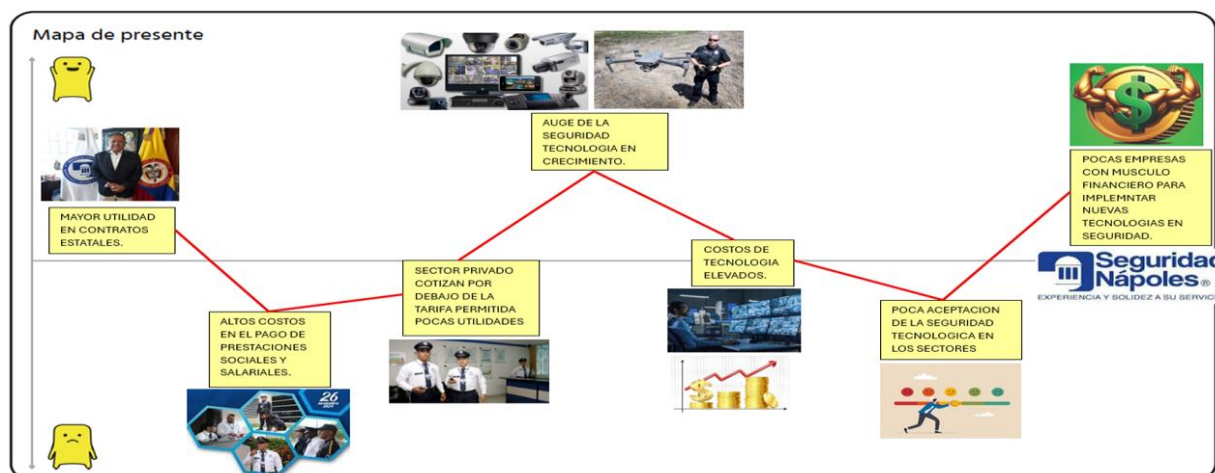 Mapa de presente
MAYOR UTILIDAD
EN CONTRATOS
ESTATALES.
ALTOS COSTOS
EN EL PAGO DE
PRESTACIONES
SOCIALES Y
SALARIALES.
26
SECTOR PRIVADO
COTIZAN POR
DEBAJO DE LA
TARIFA PERMITIDA
POCAS UTILIDADES
AUGE DE LA
SEGURIDAD
TECNOLOGIA EN
CRECIMIENTO.
COSTOS DE
TECNOLOGIA
ELEVADOS.
POCA ACEPTACION
DE LA SEGURIDAD
TECNOLOGICA EN
LOS SECTORES
POCAS EMPRESAS
CON MUSCULO
FINANCIERO PARA
IMPLEMNTAR
NUEVAS
TECNOLOGIAS EN
SEGURIDAD.
Seguridad
Nápoles®
EXPERIENCIA Y SOLIDEZ A SU SERVIC